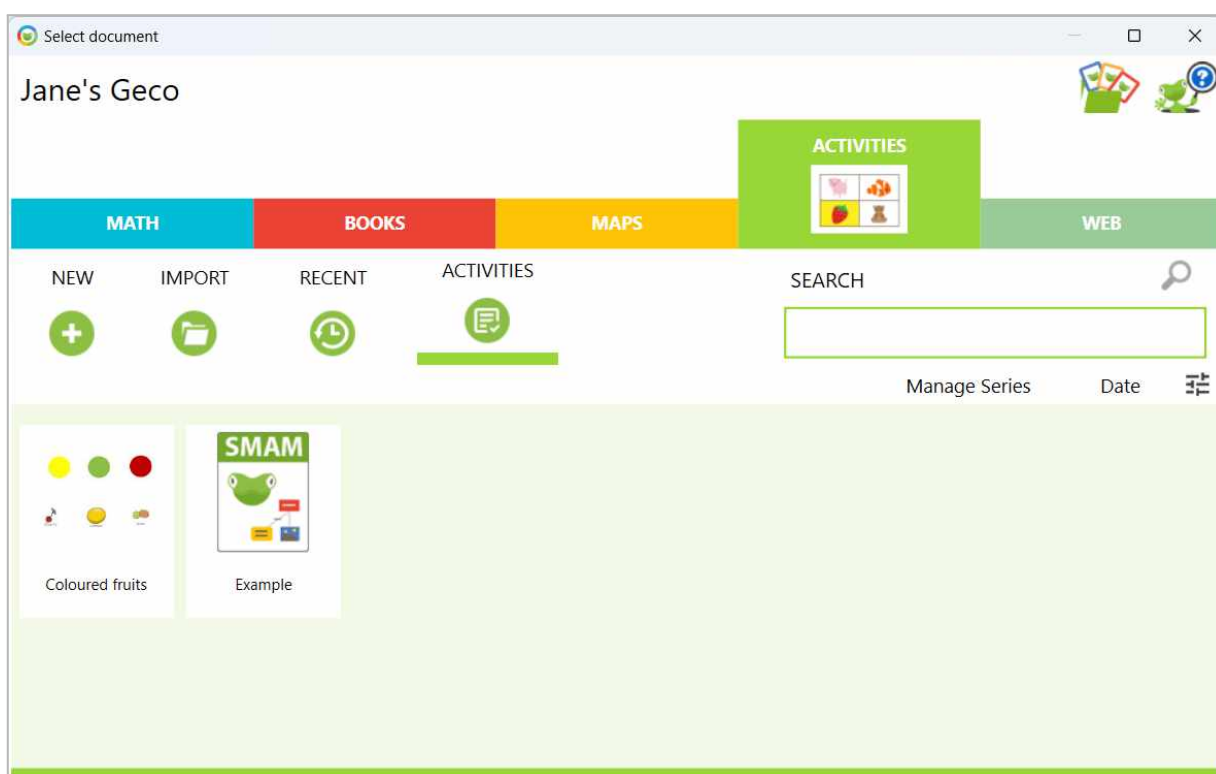 Select document
Jane's Geco
ACTIVITIES
MATH
BOOKS
MAPS
WEB
NEW
IMPORT
RECENT
ACTIVITIES
SEARCH
Manage Series
Date
SMAM
Coloured fruits
Example